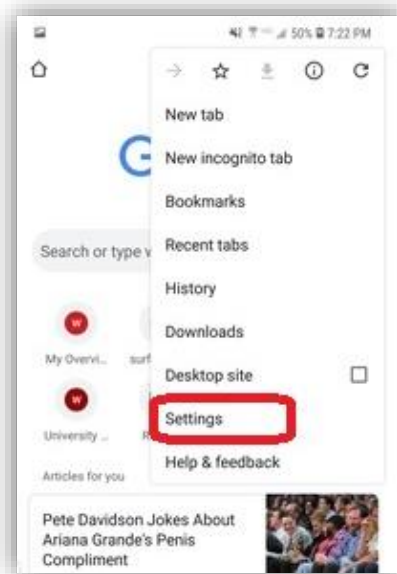 50% 7:22 PM
New tab
G
New incognito tab
Bookmarks
Search or type
Recent tabs
History
Downloads
My Overvi...
surf
Desktop site
Settings
University ...
R
Help & feedback
Articles for you
Pete Davidson Jokes About
Ariana Grande's Penis
Compliment